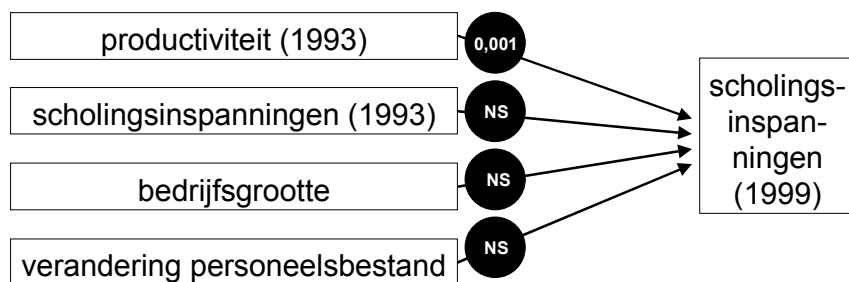 productiviteit (1993)
0,001
scholingsinspanningen (1993)
NS
bedrijfsgrootte
NS
verandering personeelsbestand
NS
scholings-
inspan-
ningen
(1999)